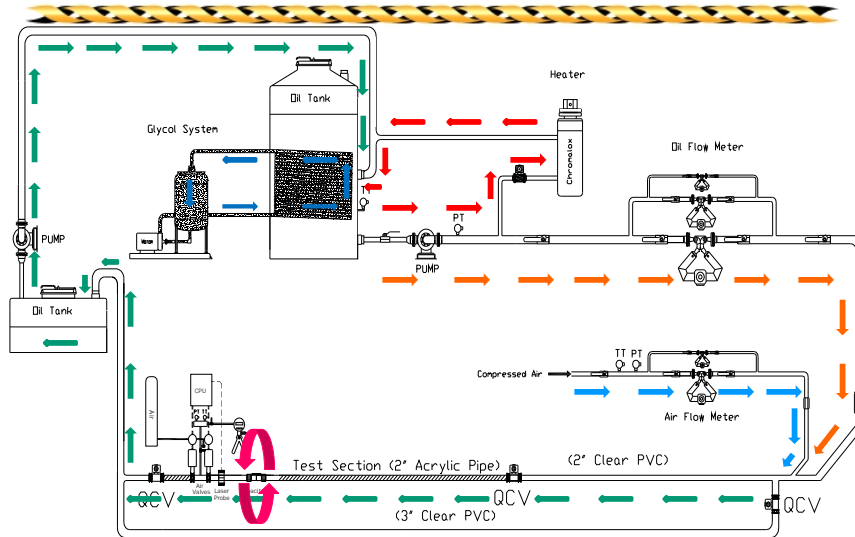 Heater
Oil Tank
Glycol System
Oil Flow Meter
Chromalox
TT
PT
MOTOR
PUMP
PUMP
Oil Tank
TT PT
Compressed Air
CPU
Air
Air Flow Meter
Test Section (2" Acrylic Pipe)
(2" Clear PVC)
QCV
Air
Valves
Laser
Probe
QCV
QCV
(3" Clear PVC)